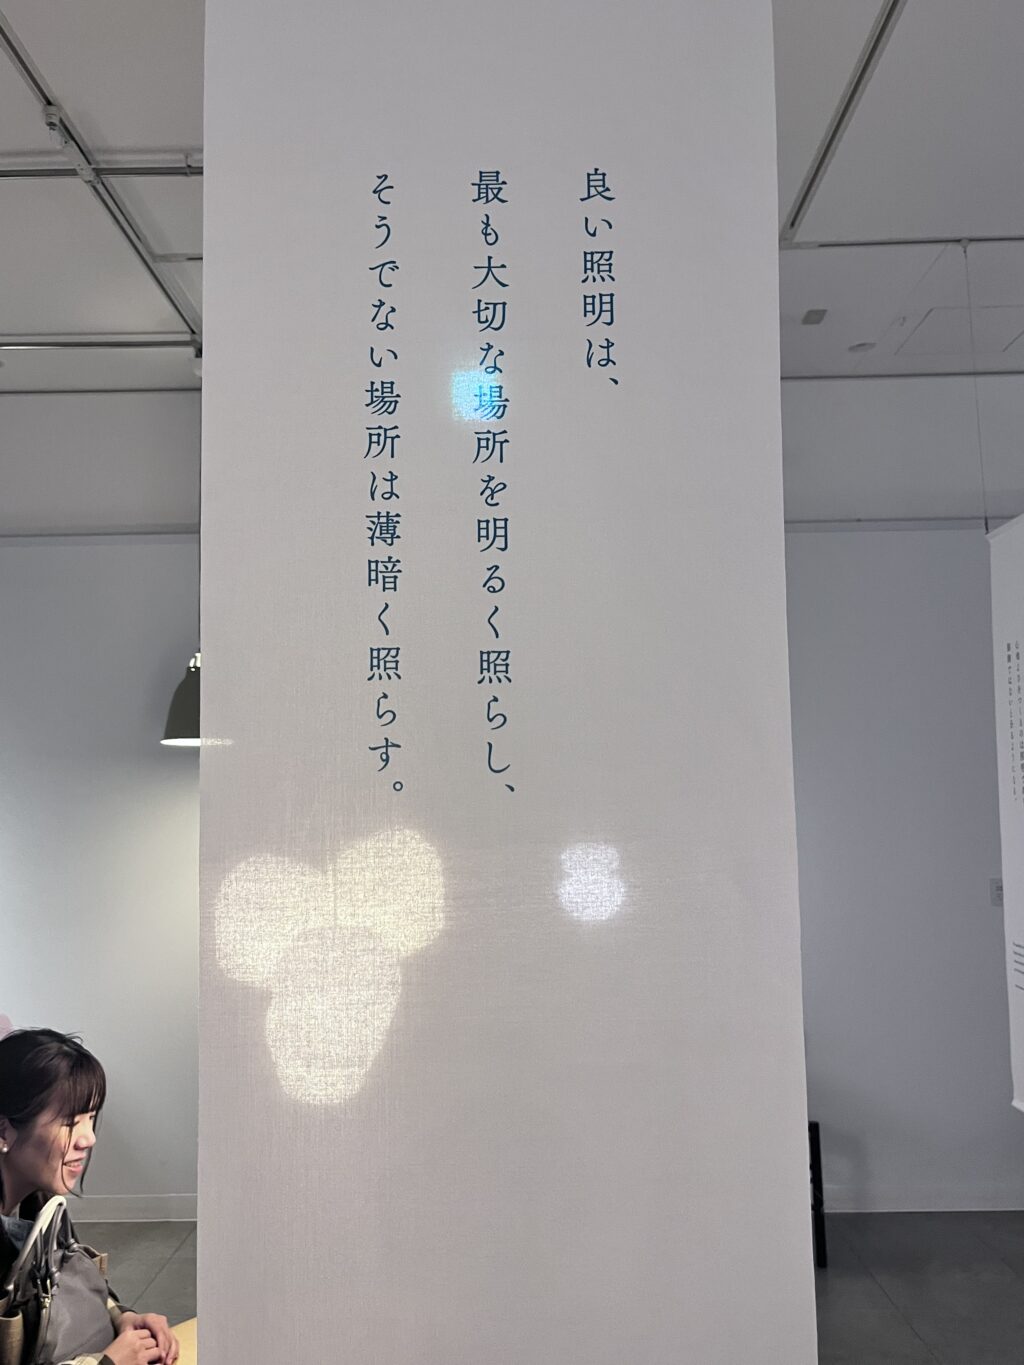 良い照明は、
最も大切な場所を明るく照らし、
そうでない場所は薄暗く照らす。